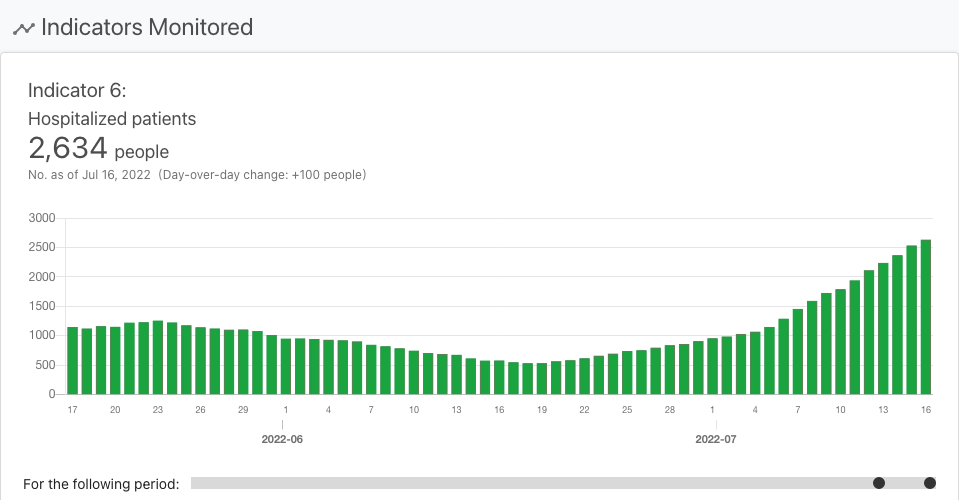 Indicators Monitored
Indicator 6:
Hospitalized patients
2,634 people
No. as of Jul 16, 2022 (Day-over-day change: +100 people)
3000
2500
2000
1500
1000
500
0
17 20 23 26 29 1 4 7 10 13 16 19 22 25 28 1 4 7 10 13 16
2022-06 2022-07
For the following period: